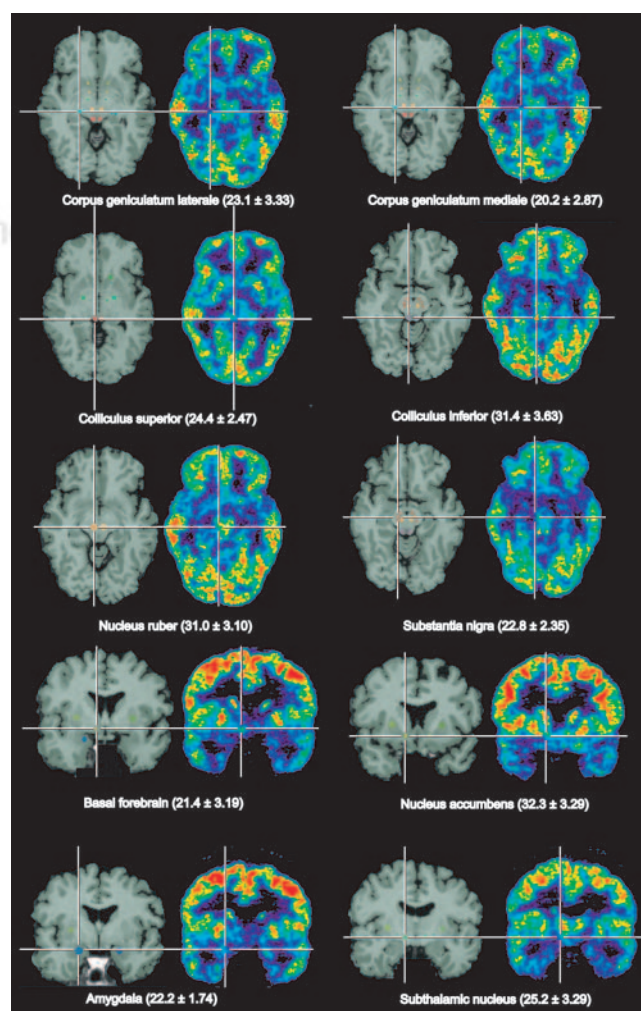 Corpus geniculatum laterale (23.1 ± 3.33)
Corpus geniculatum mediale (20.2 ± 2.87)
Colliculus superior (24.4 ± 2.47)
Colliculus inferior (31.4 ± 3.63)
Nucleus ruber (31.0 ± 3.10)
Substantia nigra (22.8 ± 2.35)
Basal forebrain (21.4 ± 3.19)
Nucleus accumbens (32.3 ± 3.29)
Amygdala (22.2 ± 1.74)
Subthalamic nucleus (25.2 ± 3.29)